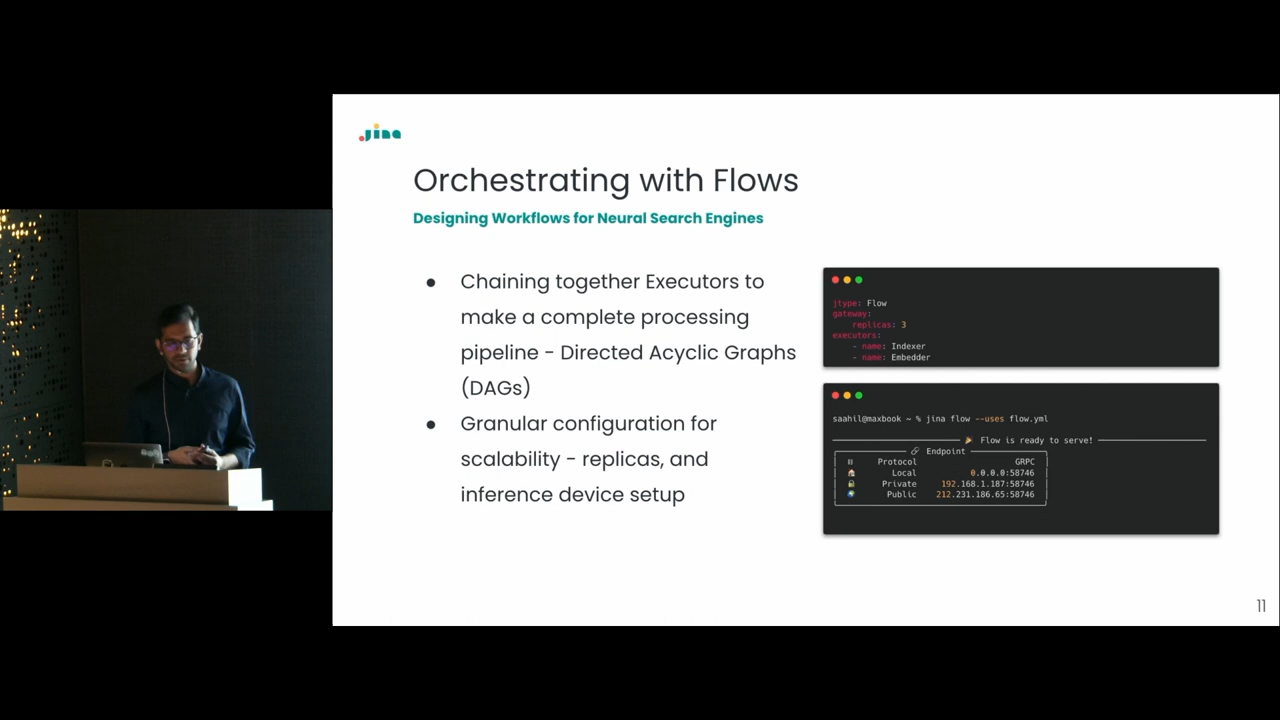 jina
Orchestrating with Flows
Designing Workflows for Neural Search Engines
● Chaining together Executors to
make a complete processing
pipeline - Directed Acyclic Graphs
(DAGs)
● Granular configuration for
scalability - replicas, and
inference device setup
jtype: Flow
gateway:
replicas: 3
executors:
- name: Indexer
- name: Embedder
saahil@maxbook ~ % jina flow --uses flow.yml
🎉 Flow is ready to serve!
🔗 Endpoint
⛓ Protocol GRPC
🏠 Local 0.0.0.0:58746
🔒 Private 192.168.1.187:58746
🌍 Public 212.231.186.65:58746
11